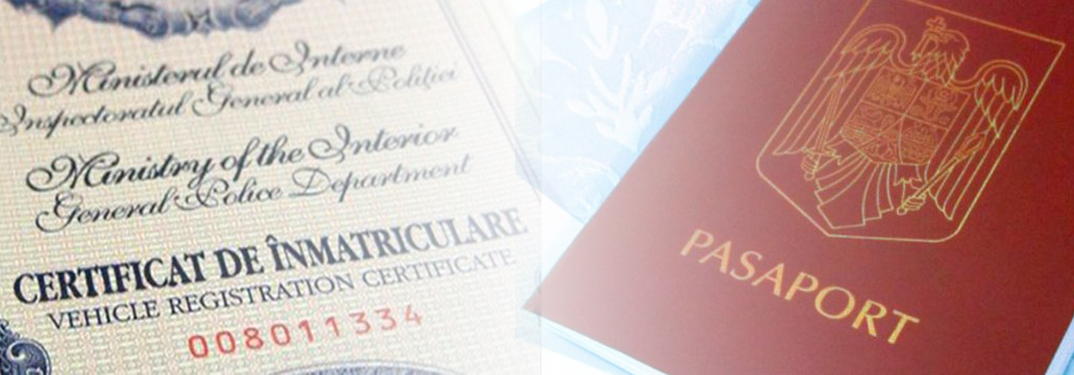 Ministerul de Interne
Inspectoratul General al Poliției
Ministry of the Interior
General Police Department
CERTIFICAT DE ÎNMATRICULARE
VEHICLE REGISTRATION CERTIFICATE
008011334
PASAPORT